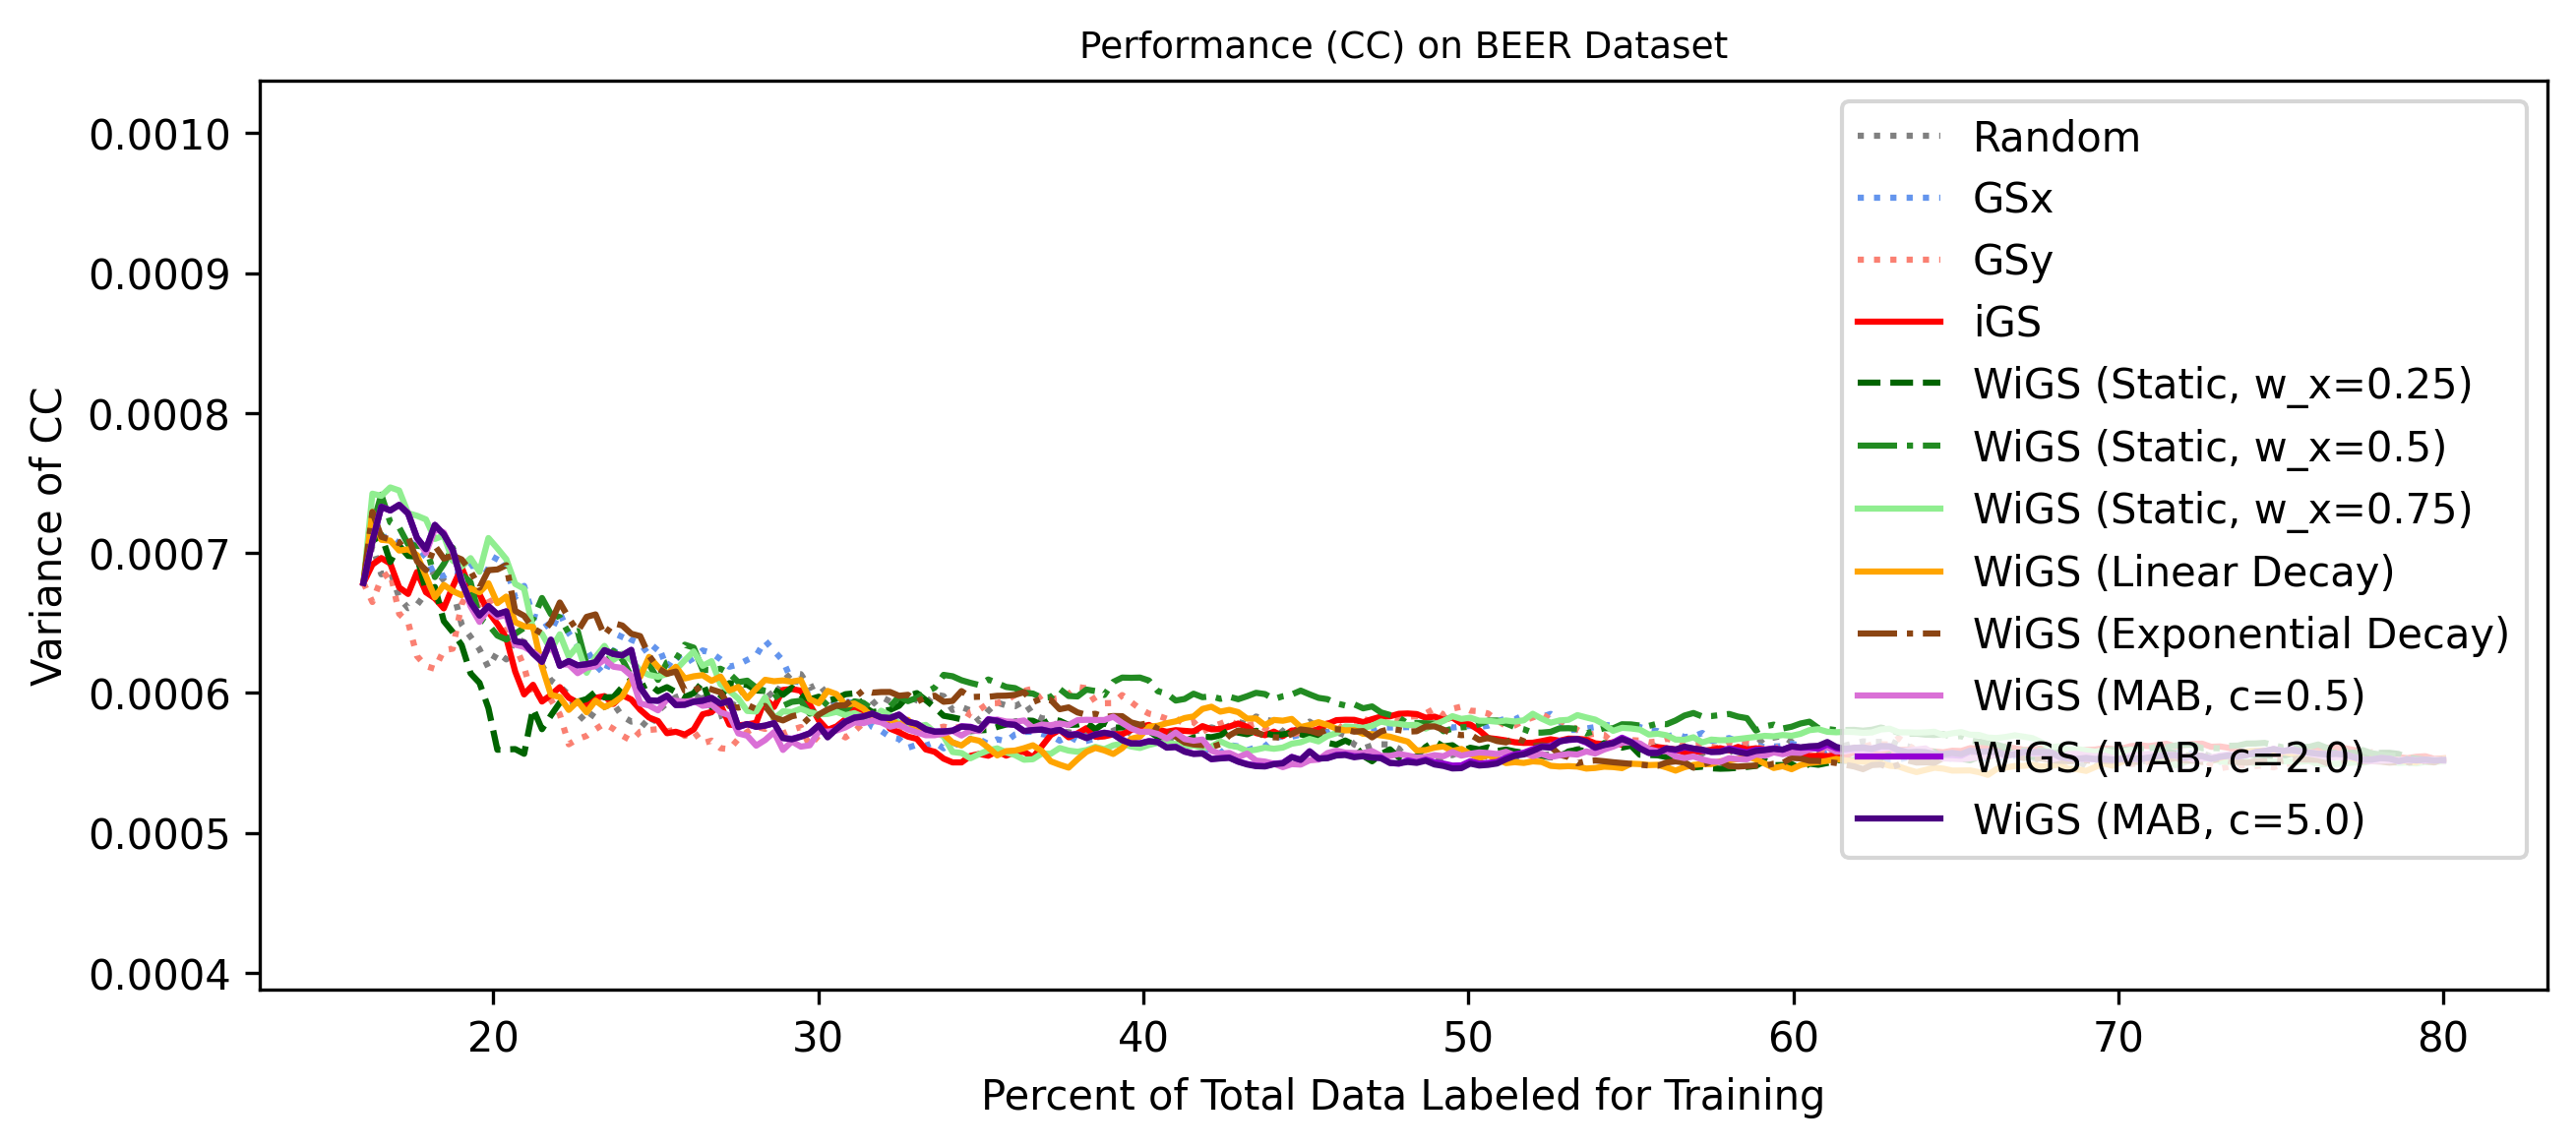 Performance (CC) on BEER Dataset
Variance of CC
0.0010
0.0009
0.0008
0.0007
0.0006
0.0005
0.0004
20
30
40
50
60
70
80
Percent of Total Data Labeled for Training
Random
GSx
GSy
iGS
WiGS (Static, w_x=0.25)
WiGS (Static, w_x=0.5)
WiGS (Static, w_x=0.75)
WiGS (Linear Decay)
WiGS (Exponential Decay)
WiGS (MAB, c=0.5)
WiGS (MAB, c=2.0)
WiGS (MAB, c=5.0)